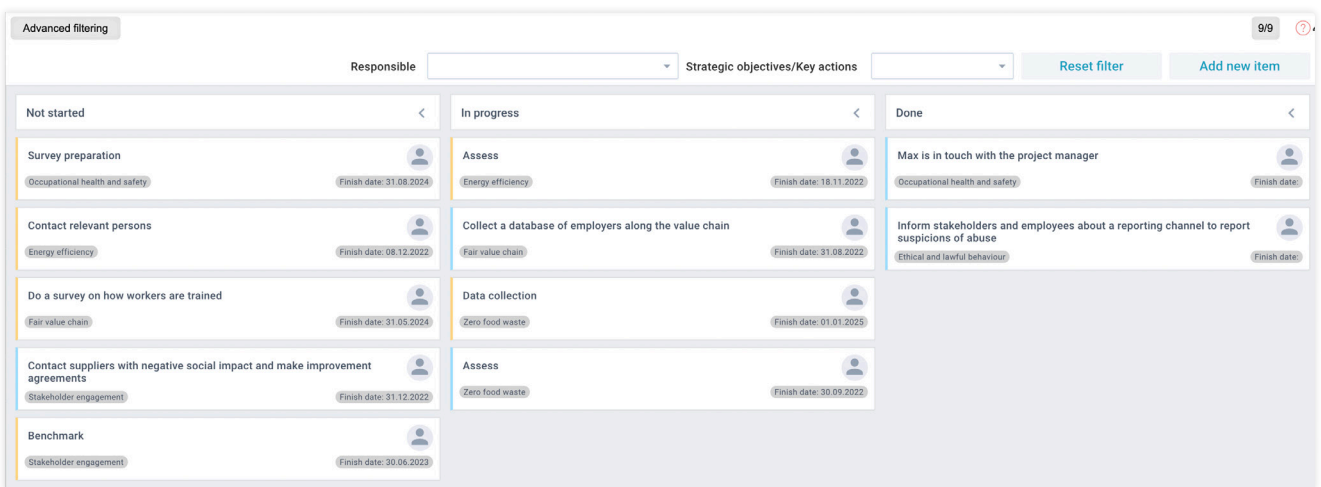 Advanced filtering
9/9
?
Responsible
Strategic objectives/Key actions
Reset filter
Add new item
Not started
Survey preparation
Occupational health and safety
Finish date: 31.08.2024
Contact relevant persons
Energy efficiency
Finish date: 08.12.2022
Do a survey on how workers are trained
Fair value chain
Finish date: 31.05.2024
Contact suppliers with negative social impact and make improvement
agreements
Stakeholder engagement
Finish date: 31.12.2022
Benchmark
Stakeholder engagement
Finish date: 30.06.2023
In progress
Assess
Energy efficiency
Finish date: 18.11.2022
Collect a database of employers along the value chain
Fair value chain
Finish date: 31.08.2022
Data collection
Zero food waste
Finish date: 01.01.2025
Assess
Zero food waste
Finish date: 30.09.2022
Done
Max is in touch with the project manager
Occupational health and safety
Finish date:
Inform stakeholders and employees about a reporting channel to report
suspicions of abuse
Ethical and lawful behaviour
Finish date: